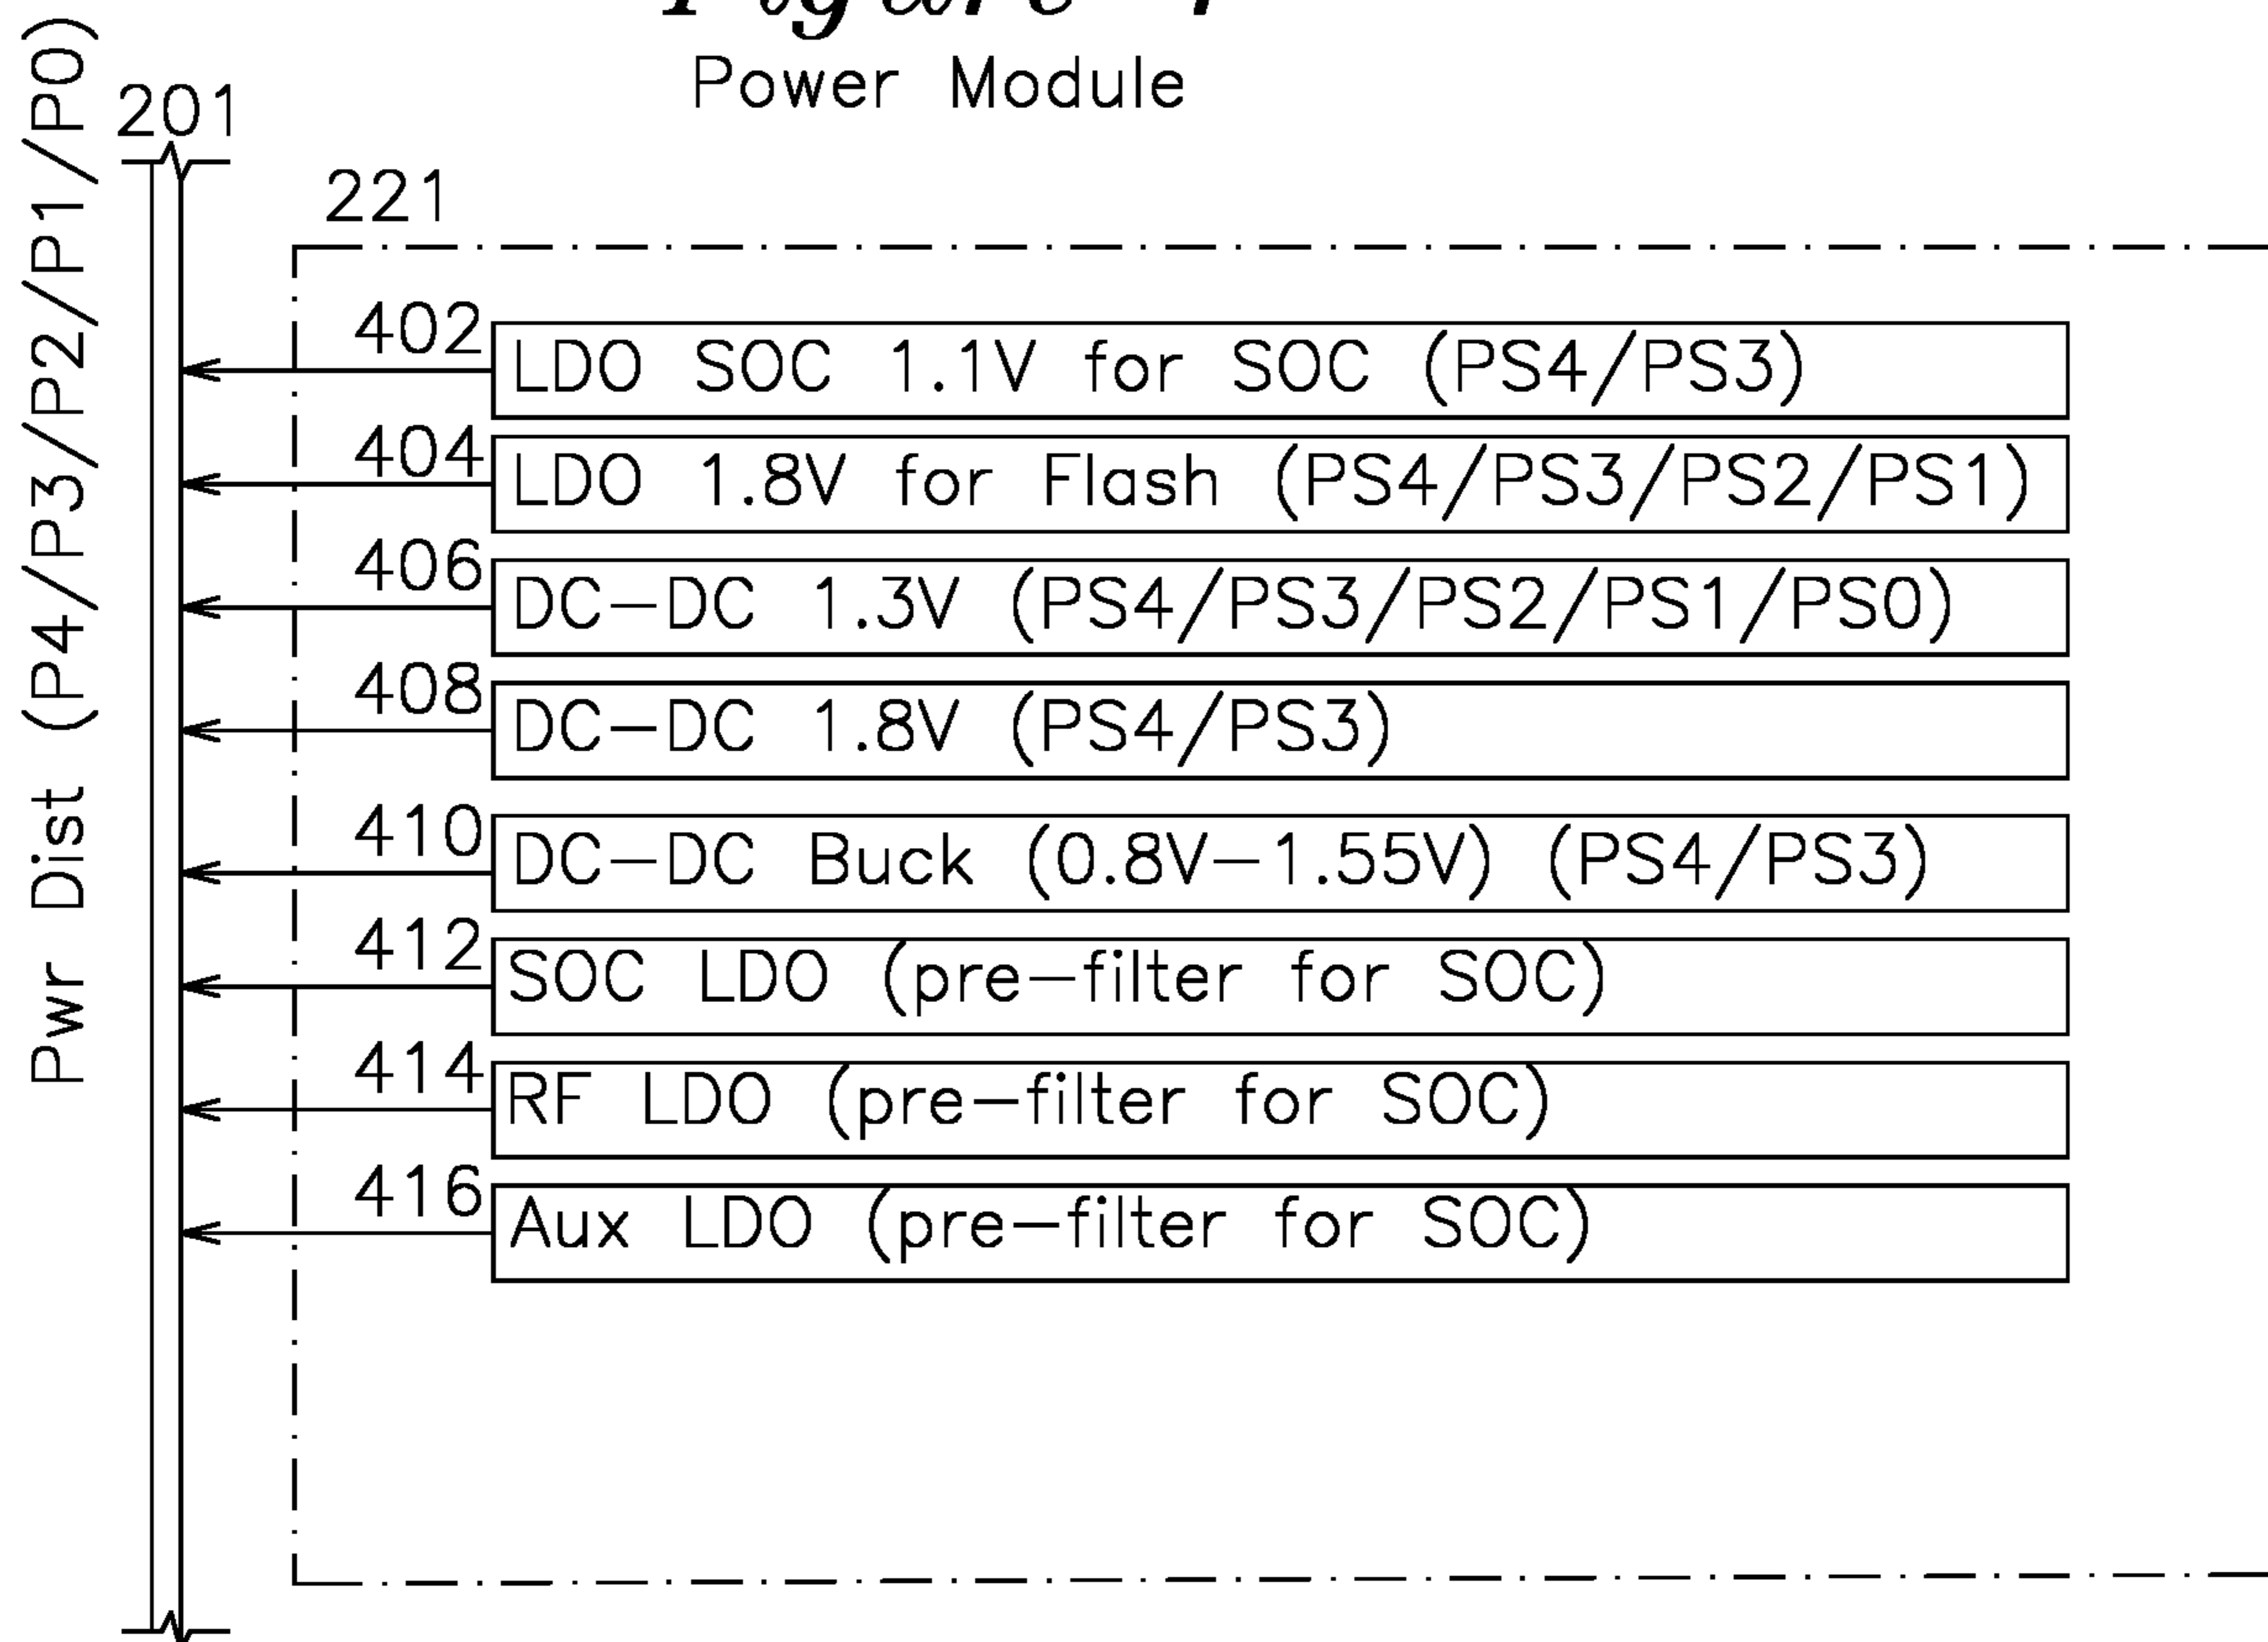 Power Module
Pwr Dist (P4/P3/P2/P1/P0)
201
221
402
LDO SOC 1.1V for SOC (PS4/PS3)
404
LDO 1.8V for Flash (PS4/PS3/PS2/PS1)
406
DC-DC 1.3V (PS4/PS3/PS2/PS1/PS0)
408
DC-DC 1.8V (PS4/PS3)
410
DC-DC Buck (0.8V-1.55V) (PS4/PS3)
412
SOC LDO (pre-filter for SOC)
414
RF LDO (pre-filter for SOC)
416
Aux LDO (pre-filter for SOC)